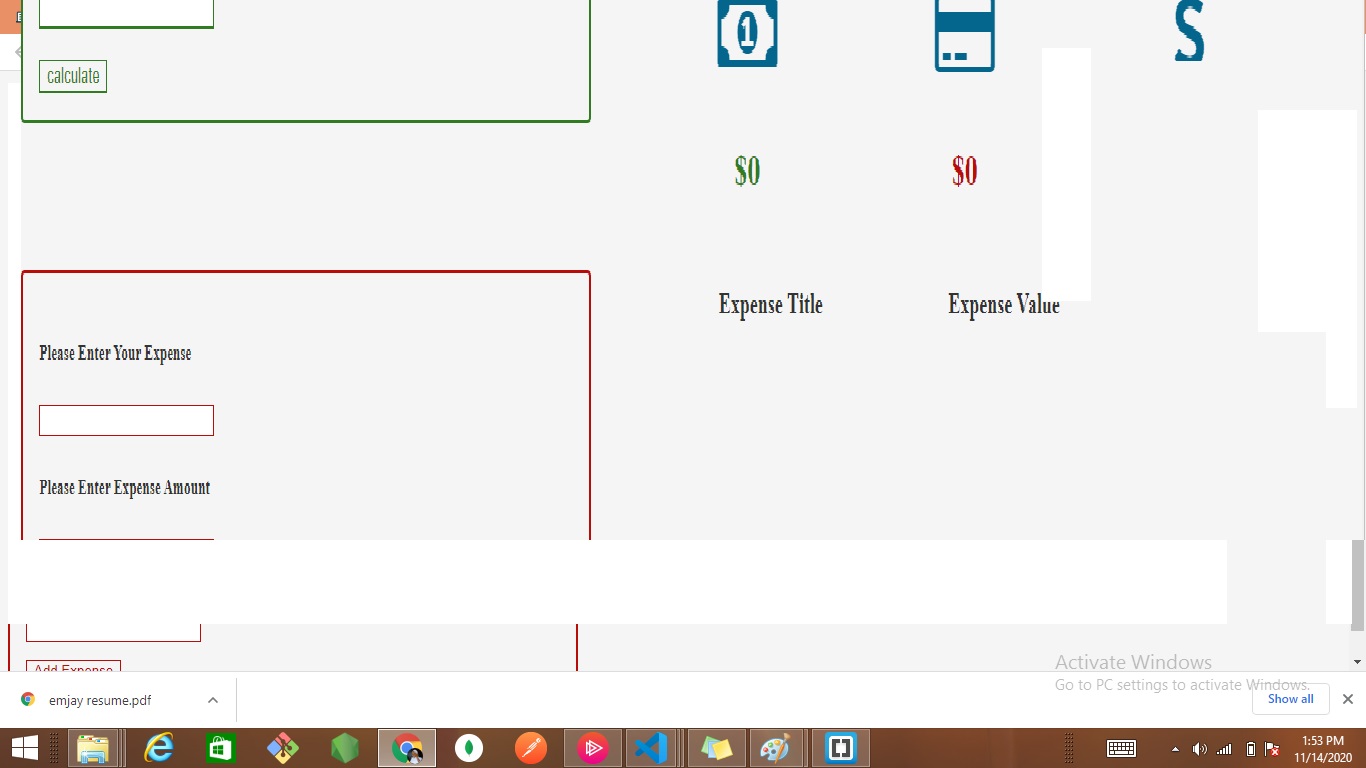 calculate
1
$
$0
$0
Expense Title
Expense Value
Please Enter Your Expense
Please Enter Expense Amount
Add Expense
Activate Windows
Go to PC settings to activate Windows.
emjay resume.pdf
Show all
1:53 PM
11/14/2020